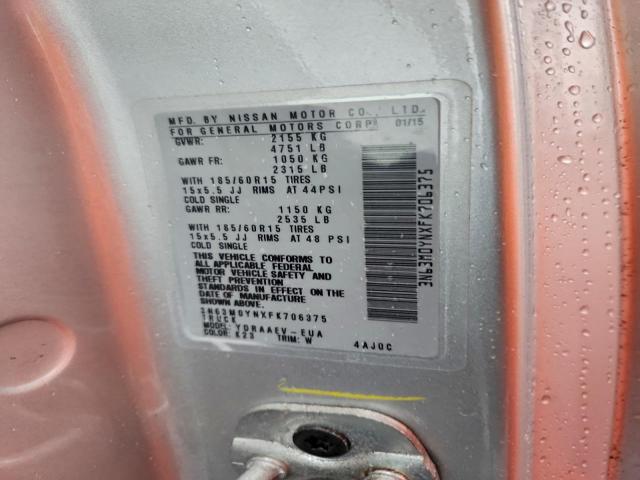 MFD. BY NISSAN MOTOR CO., LTD.
FOR GENERAL MOTORS CORP. 01/15
GVWR: 2155 KG
4751 LB
GAWR FR: 1050 KG
2315 LB
WITH 185/60R15 TIRES
15x5.5 JJ RIMS AT 44PSI
COLD SINGLE
GAWR RR: 1150 KG
2535 LB
WITH 185/60R15 TIRES
15x5.5 JJ RIMS AT 48 PSI
COLD SINGLE
THIS VEHICLE CONFORMS TO
ALL APPLICABLE FEDERAL
MOTOR VEHICLE SAFETY AND
THEFT PREVENTION
STANDARDS IN EFFECT ON THE
DATE OF MANUFACTURE
SHOWN ABOVE.
3N63M0YNXFK706375
TRUCK
MODEL: YDRAAEV-EUA
COLOR: K23 TRIM: W 4AJ0C
3N63M0YNXFK706375